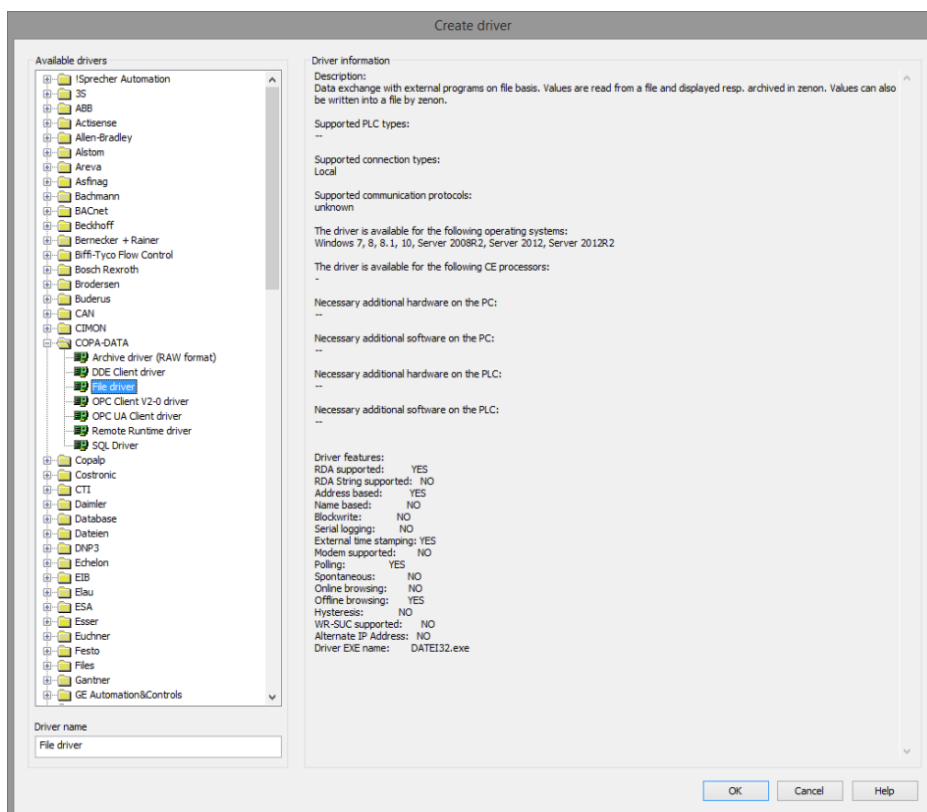 Create driver
Available drivers
!Sprecher Automation
3S
ABB
Actisense
Allen-Bradley
Alstom
Areva
Asfinag
Bachmann
BACnet
Beckhoff
Bernecker + Rainer
Biffi-Tyco Flow Control
Bosch Rexroth
Brodersen
Buderus
CAN
CIMON
COPA-DATA
Archive driver (RAW format)
DDE Client driver
File driver
OPC Client V2-0 driver
OPC UA Client driver
Remote Runtime driver
SQL Driver
Copalp
Costronic
CTI
Daimler
Database
Dateien
DNP3
Echelon
EIB
Elau
ESA
Esser
Euchner
Festo
Files
Gantner
GE Automation&Controls
Driver name
File driver
Driver information
Description:
Data exchange with external programs on file basis. Values are read from a file and displayed resp. archived in zenon. Values can also
be written into a file by zenon.
Supported PLC types:
--
Supported connection types:
Local
Supported communication protocols:
unknown
The driver is available for the following operating systems:
Windows 7, 8, 8.1, 10, Server 2008R2, Server 2012, Server 2012R2
The driver is available for the following CE processors:
-
Necessary additional hardware on the PC:
--
Necessary additional software on the PC:
--
Necessary additional hardware on the PLC:
--
Necessary additional software on the PLC:
--
Driver features:
RDA supported: YES
RDA String supported: NO
Address based: YES
Name based: NO
Blockwrite: NO
Serial logging: NO
External time stamping: YES
Modem supported: NO
Polling: YES
Spontaneous: NO
Online browsing: NO
Offline browsing: YES
Hysteresis: NO
WR-SUC supported: NO
Alternate IP Address: NO
Driver EXE name: DATEI32.exe
OK
Cancel
Help